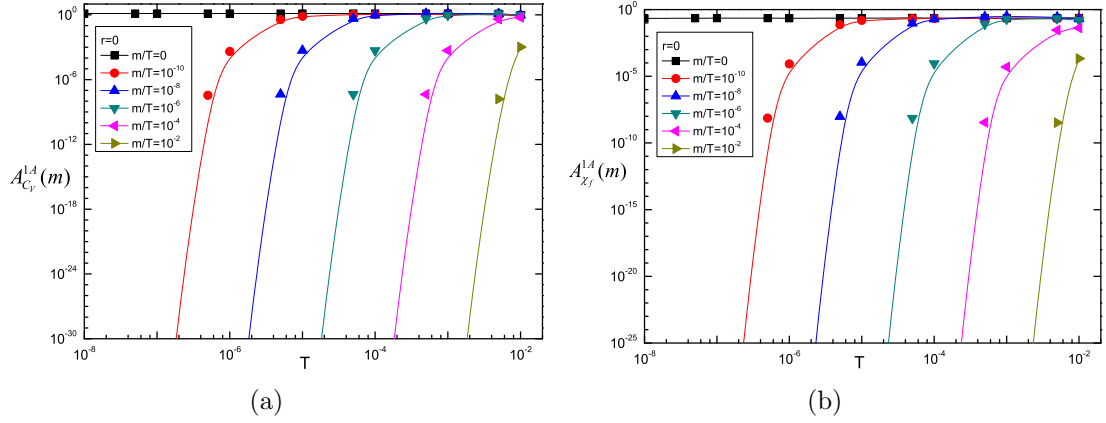 10^0
10^-6
10^-12
10^-18
10^-24
10^-30
A^{1A}_{C_V}(m)
r=0
m/T=0
m/T=10^-10
m/T=10^-8
m/T=10^-6
m/T=10^-4
m/T=10^-2
10^-8
10^-6
10^-4
10^-2
T
(a)
10^0
10^-5
10^-10
10^-15
10^-20
10^-25
A^{1A}_{χ_f}(m)
r=0
m/T=0
m/T=10^-10
m/T=10^-8
m/T=10^-6
m/T=10^-4
m/T=10^-2
10^-8
10^-6
10^-4
10^-2
T
(b)